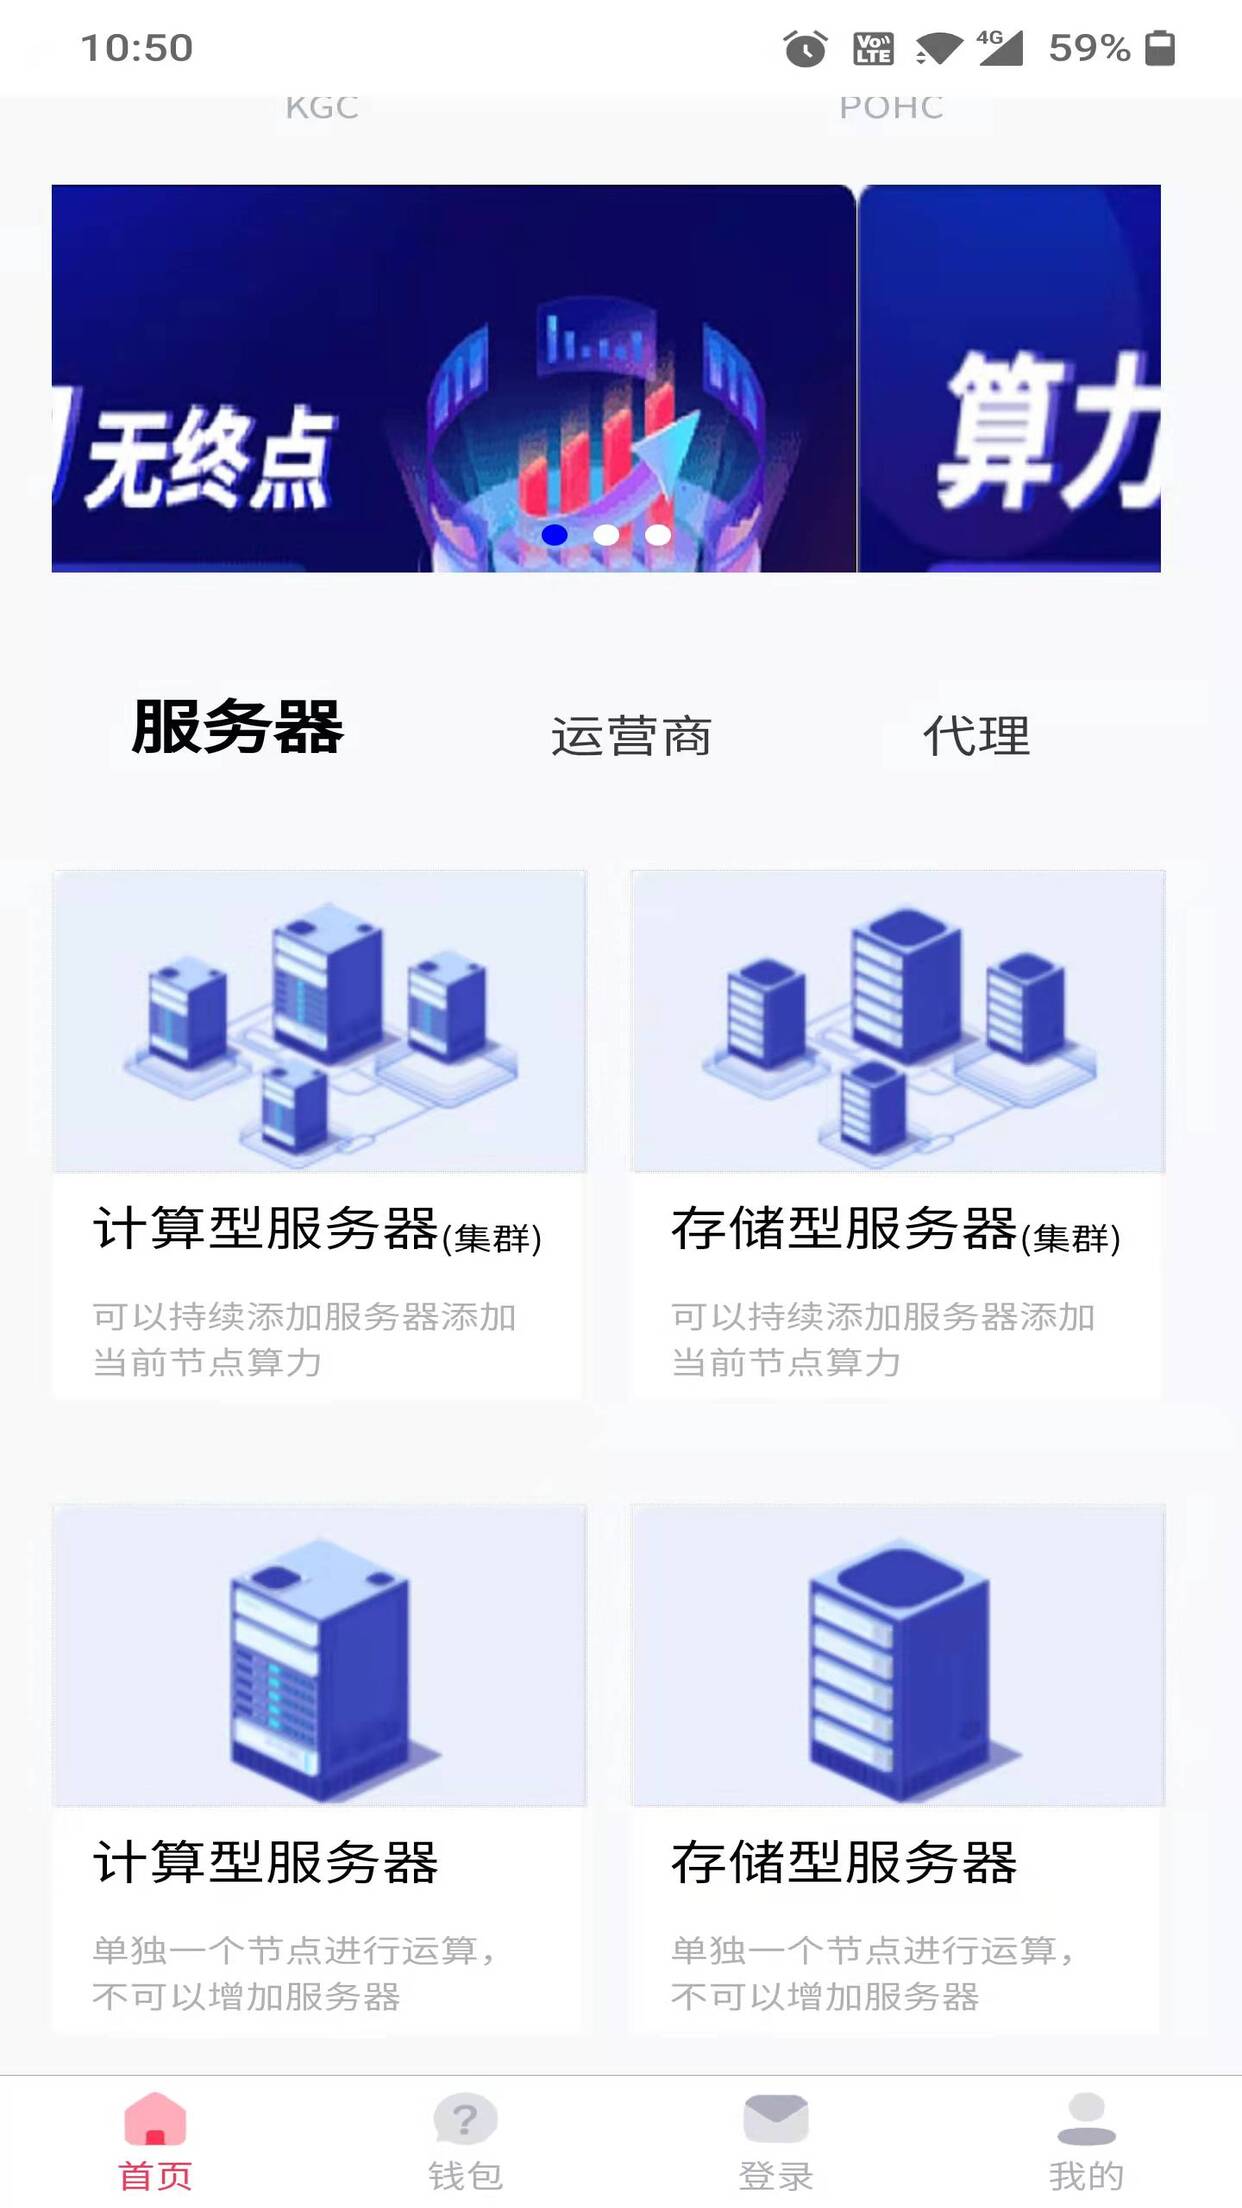 10:50
4G
VoLTE
59%
KGC
POHC
无终点
算力
服务器
运营商
代理
计算型服务器(集群)
存储型服务器(集群)
可以持续添加服务器添加
当前节点算力
可以持续添加服务器添加
当前节点算力
计算型服务器
存储型服务器
单独一个节点进行运算，
不可以增加服务器
单独一个节点进行运算，
不可以增加服务器
?
首页
钱包
登录
我的